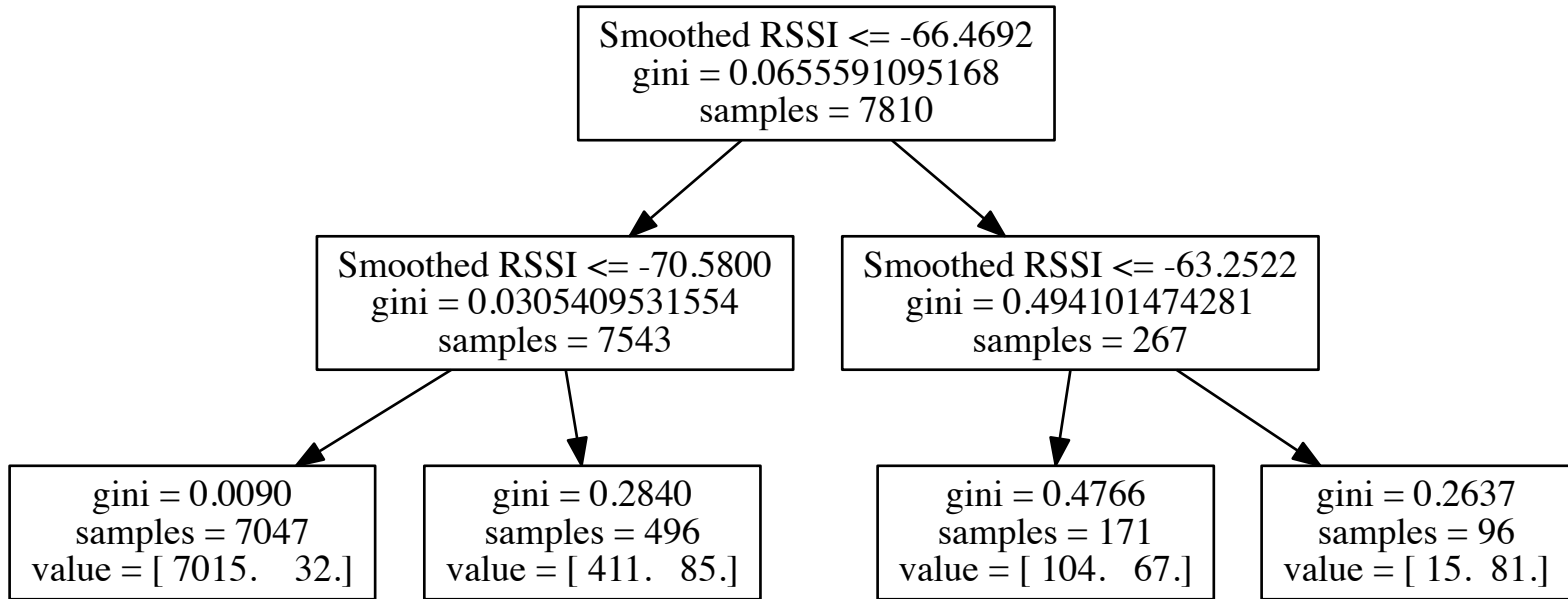 Smoothed RSSI <= -66.4692
gini = 0.0655591095168
samples = 7810
Smoothed RSSI <= -70.5800
gini = 0.0305409531554
samples = 7543
Smoothed RSSI <= -63.2522
gini = 0.494101474281
samples = 267
gini = 0.0090
samples = 7047
value = [ 7015.    32.]
gini = 0.2840
samples = 496
value = [ 411.   85.]
gini = 0.4766
samples = 171
value = [ 104.   67.]
gini = 0.2637
samples = 96
value = [ 15.  81.]